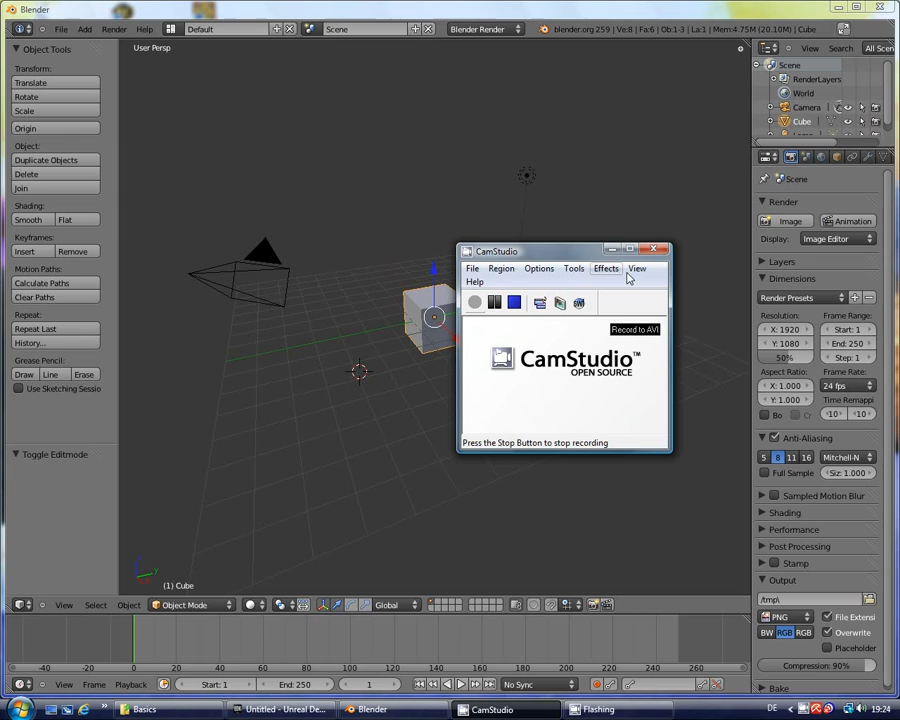 Blender
File Add Render Help Default Scene Blender Render blender.org 259 | Ve:8 | Fa:6 | Ob:1-3 | La:1 | Mem:4.75M (20.10M) | Cube
Object Tools
Transform:
Translate
Rotate
Scale
Origin
Object:
Duplicate Objects
Delete
Join
Shading:
Smooth Flat
Keyframes:
Insert Remove
Motion Paths:
Calculate Paths
Clear Paths
Repeat:
Repeat Last
History...
Grease Pencil:
Draw Line Erase
Use Sketching Sessio
Toggle Editmode
User Persp
(1) Cube
CamStudio
File Region Options Tools Effects View
Help
Record to AVI
CamStudio™
OPEN SOURCE
Press the Stop Button to stop recording
View Search All Scen
Scene
RenderLayers
World
Camera
Cube
Scene
Render
Image Animation
Display: Image Editor
Layers
Dimensions
Render Presets Frame Range:
X: 1920 Start: 1
Y: 1080 End: 250
50% Step: 1
Aspect Ratio: Frame Rate:
X: 1.000 24 fps
Y: 1.000 Time Remappi
Bo Cr 10 10
Anti-Aliasing
5 8 11 16 Mitchell-N
Full Sample Siz: 1.000
Sampled Motion Blur
Shading
Performance
Post Processing
Stamp
Output
/tmp\
PNG File Extensi
BW RGB RGB Overwrite
Placeholder
Compression: 90%
Bake
View Select Object Object Mode Global
-40 -20 0 20 40 60 80 100 120 140 160 180 200 220 240 260 280
View Frame Playback Start: 1 End: 250 1 No Sync
Basics Untitled - Unreal De... Blender CamStudio Flashing DE 19:24